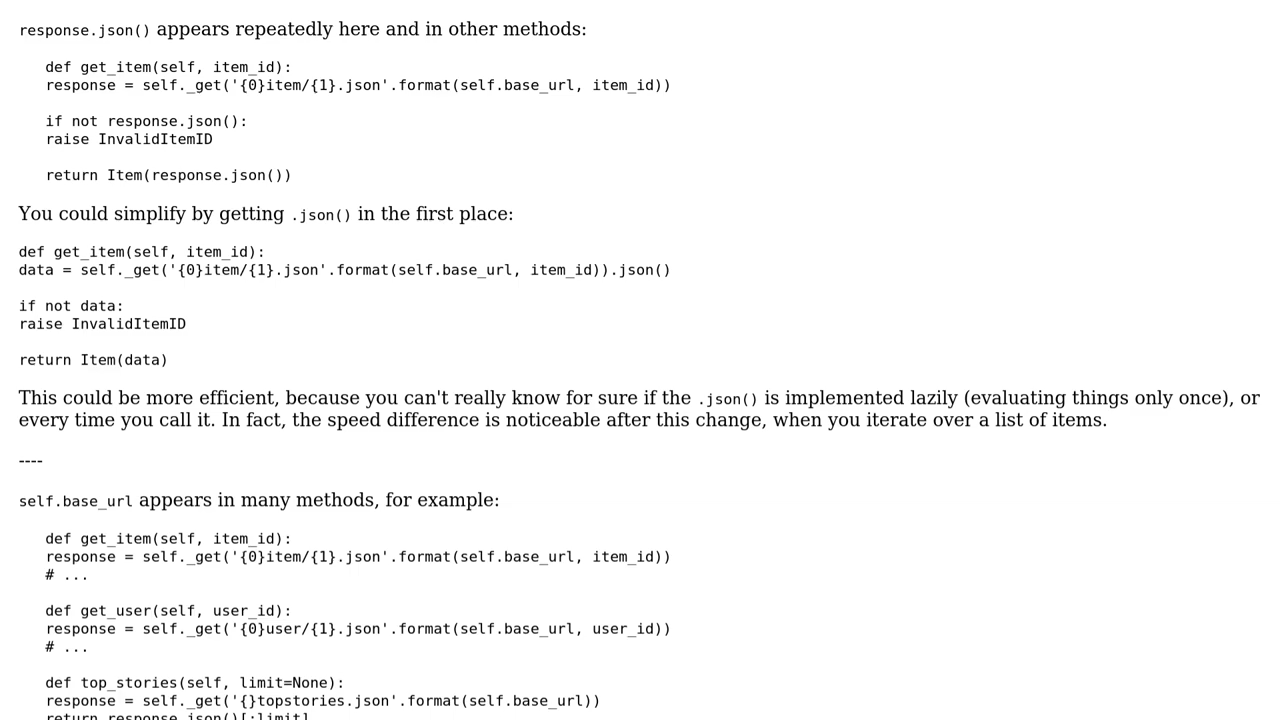 response.json() appears repeatedly here and in other methods:
def get_item(self, item_id):
response = self._get('{0}item/{1}.json'.format(self.base_url, item_id))
if not response.json():
raise InvalidItemID
return Item(response.json())
You could simplify by getting .json() in the first place:
def get_item(self, item_id):
data = self._get('{0}item/{1}.json'.format(self.base_url, item_id)).json()
if not data:
raise InvalidItemID
return Item(data)
This could be more efficient, because you can't really know for sure if the .json() is implemented lazily (evaluating things only once), or
every time you call it. In fact, the speed difference is noticeable after this change, when you iterate over a list of items.
----
self.base_url appears in many methods, for example:
def get_item(self, item_id):
response = self._get('{0}item/{1}.json'.format(self.base_url, item_id))
# ...
def get_user(self, user_id):
response = self._get('{0}user/{1}.json'.format(self.base_url, user_id))
# ...
def top_stories(self, limit=None):
response = self._get('{}topstories.json'.format(self.base_url))
return response.json()[:limit]